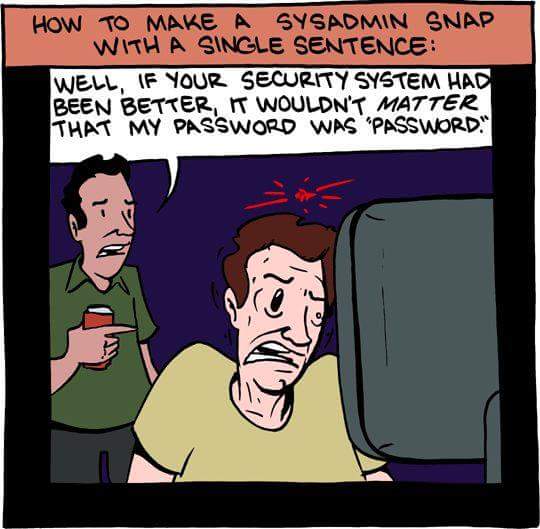 HOW TO MAKE A SYSADMIN SNAP
WITH A SINGLE SENTENCE:
WELL, IF YOUR SECURITY SYSTEM HAD
BEEN BETTER, IT WOULDN'T MATTER
THAT MY PASSWORD WAS "PASSWORD."